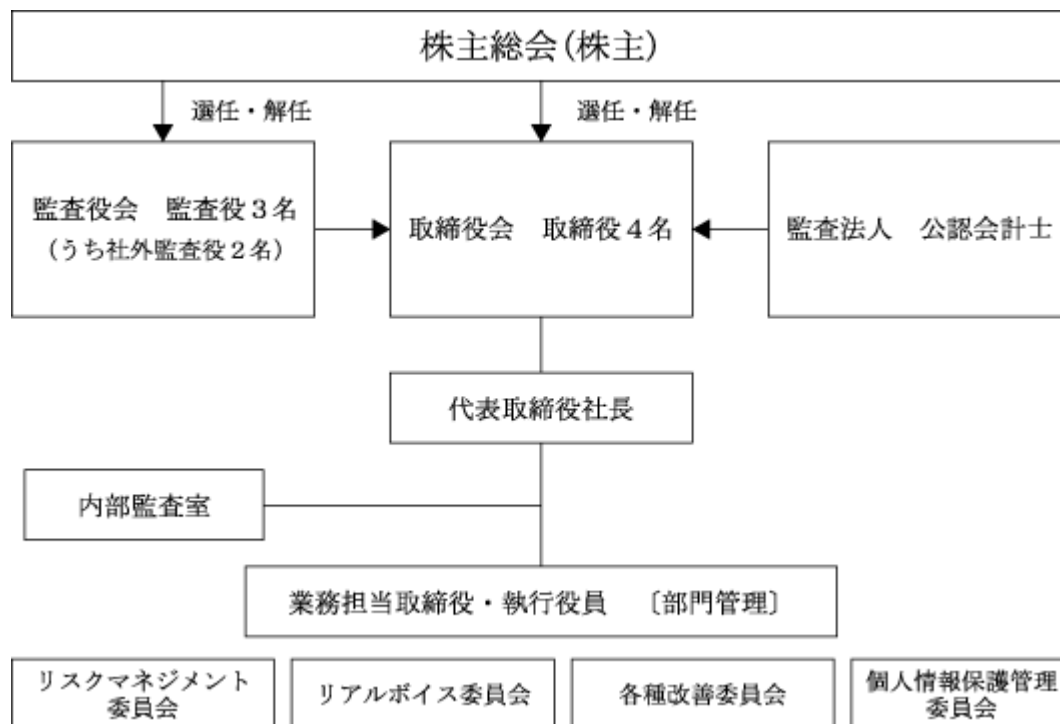 株主総会(株主)
選任・解任
選任・解任
監査役会　監査役３名
(うち社外監査役２名)
取締役会　取締役４名
監査法人　公認会計士
代表取締役社長
内部監査室
業務担当取締役・執行役員　〔部門管理〕
リスクマネジメント
委員会
リアルボイス委員会
各種改善委員会
個人情報保護管理
委員会